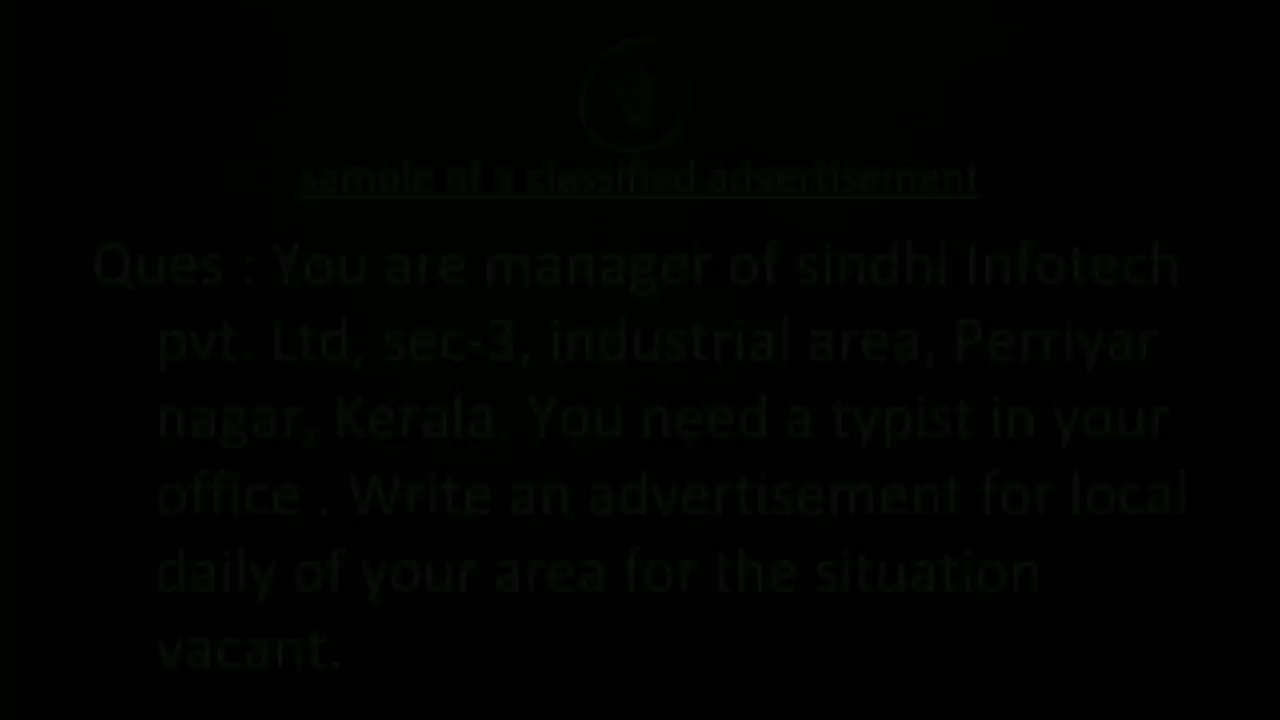 sample of a classified advertisement
Ques : You are manager of sindhi Infotech
pvt. Ltd, sec-3, industrial area, Perriyar
nagar, Kerala. You need a typist in your
office . Write an advertisement for local
daily of your area for the situation
vacant.